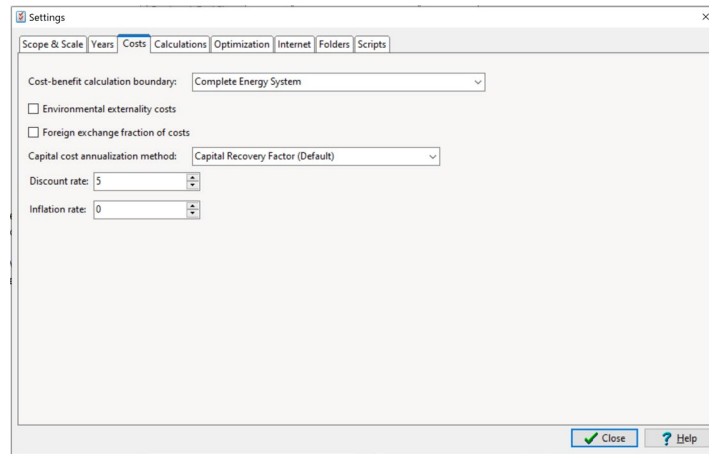 Settings
Scope & Scale Years Costs Calculations Optimization Internet Folders Scripts
Cost-benefit calculation boundary: Complete Energy System
Environmental externality costs
Foreign exchange fraction of costs
Capital cost annualization method: Capital Recovery Factor (Default)
Discount rate: 5
Inflation rate: 0
Close Help